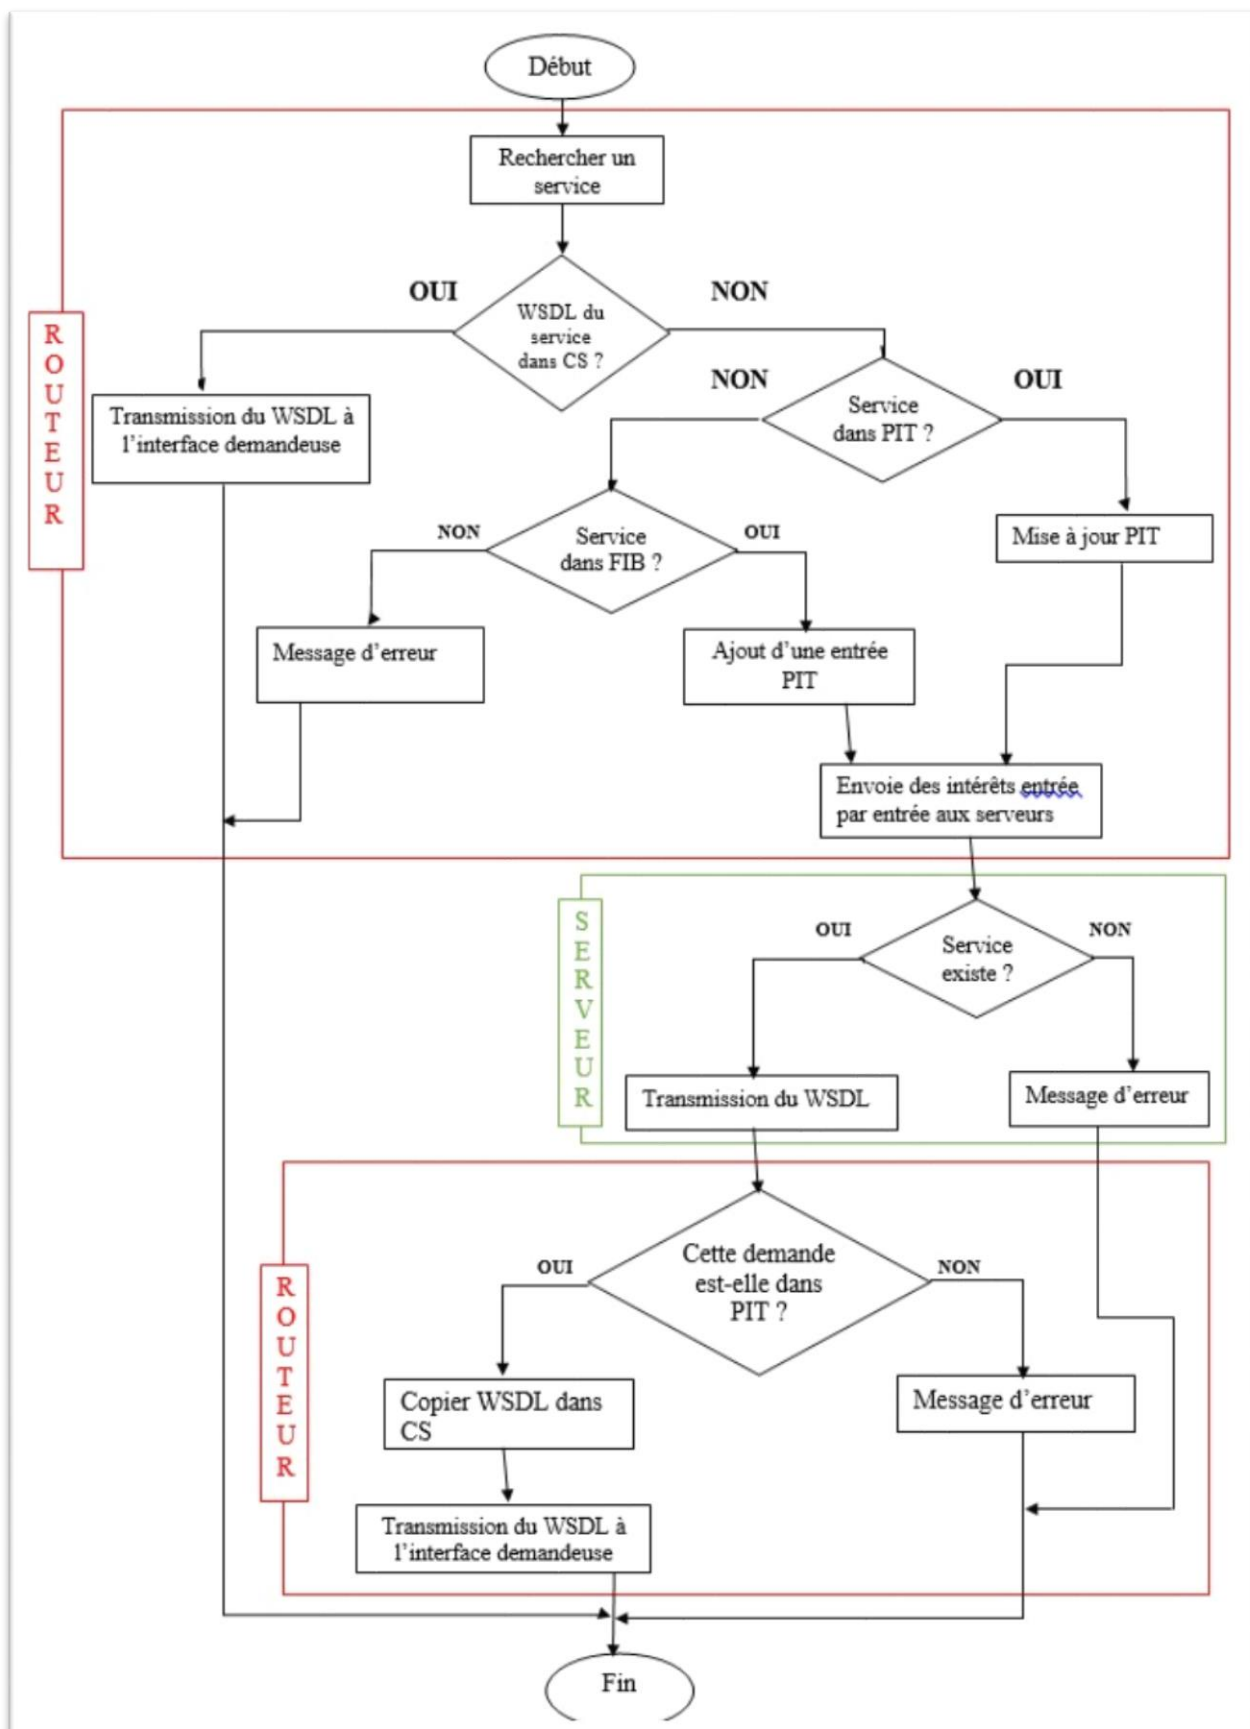 Début
Rechercher un
service
OUI
NON
WSDL du
service
dans CS ?
NON
OUI
Service
dans PIT ?
Transmission du WSDL à
l'interface demandeuse
ROUTEUR
NON
OUI
Service
dans FIB ?
Mise à jour PIT
Message d'erreur
Ajout d'une entrée
PIT
Envoie des intérêts entrée
par entrée aux serveurs
SERVEUR
OUI
NON
Service
existe ?
Transmission du WSDL
Message d'erreur
ROUTEUR
OUI
NON
Cette demande
est-elle dans
PIT ?
Copier WSDL dans
CS
Message d'erreur
Transmission du WSDL à
l'interface demandeuse
Fin